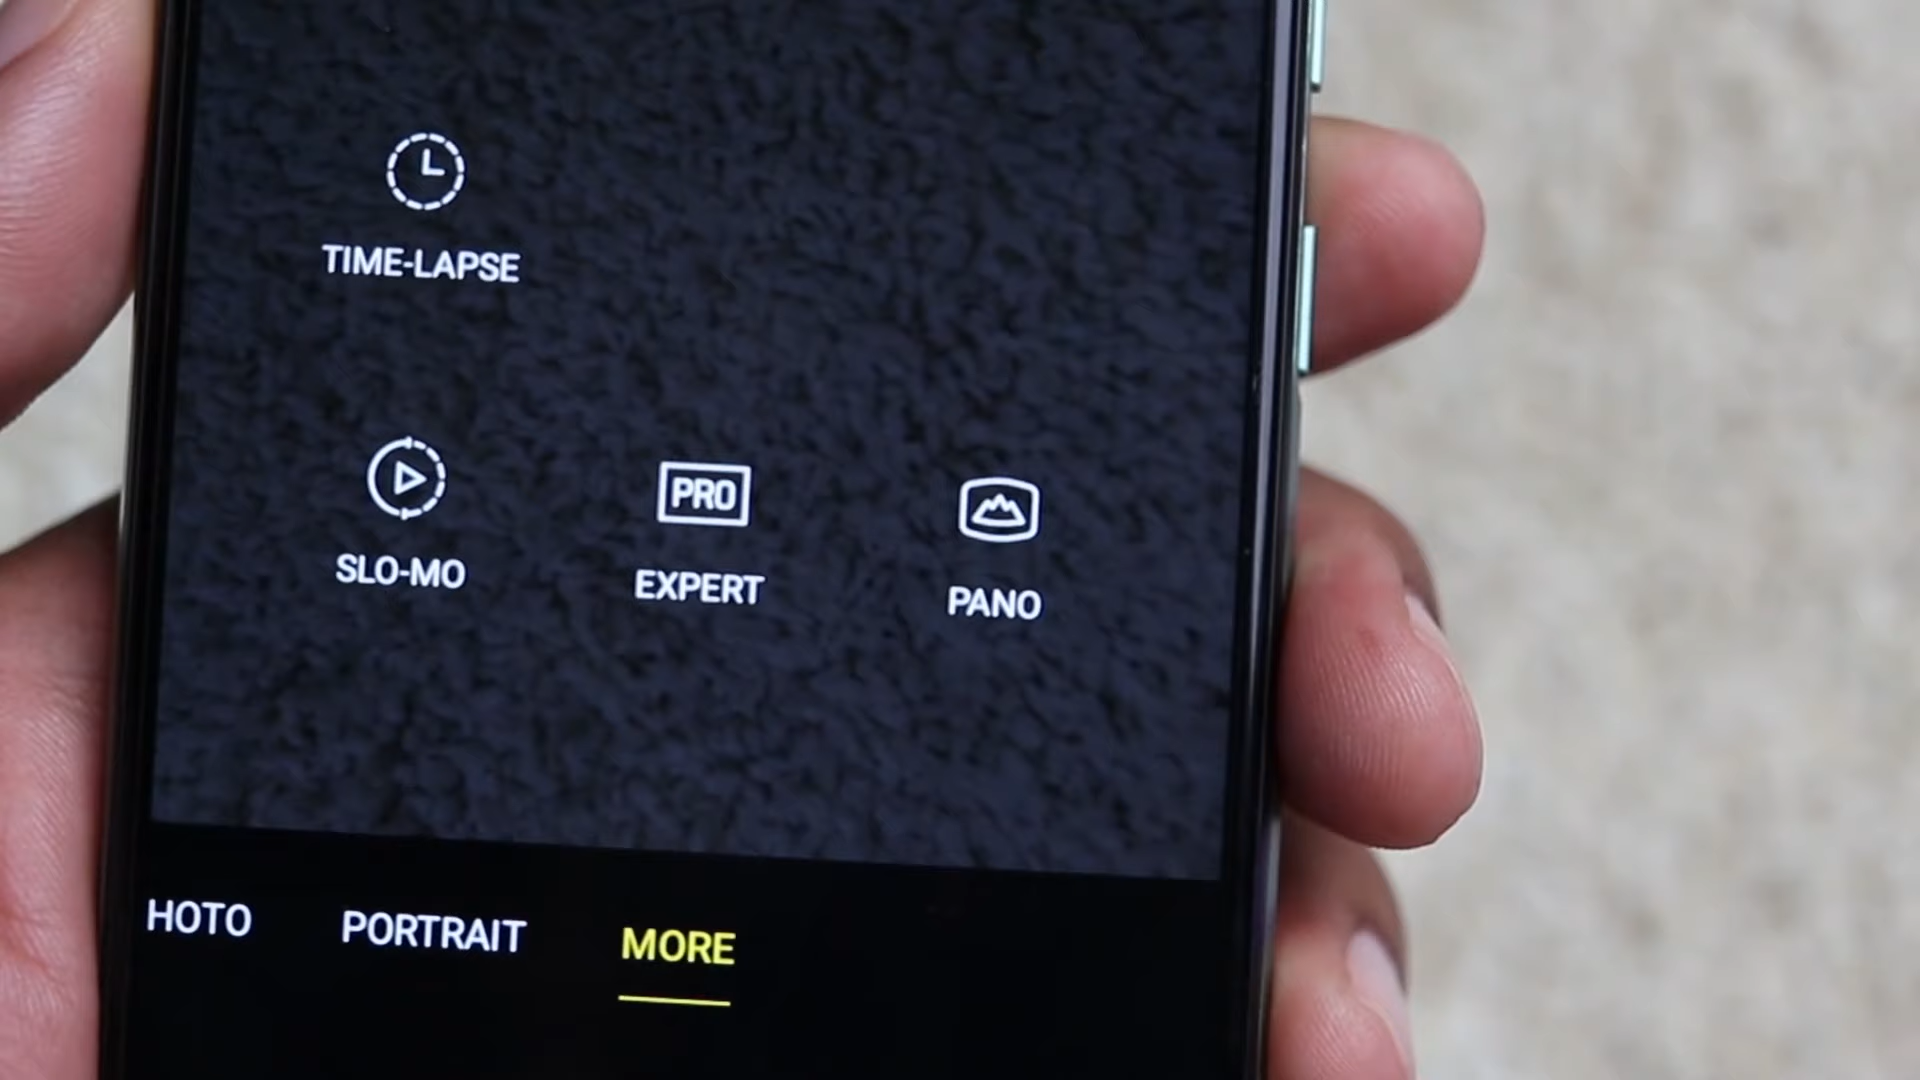 TIME-LAPSE
PRO
SLO-MO
EXPERT
PANO
HOTO
PORTRAIT
MORE